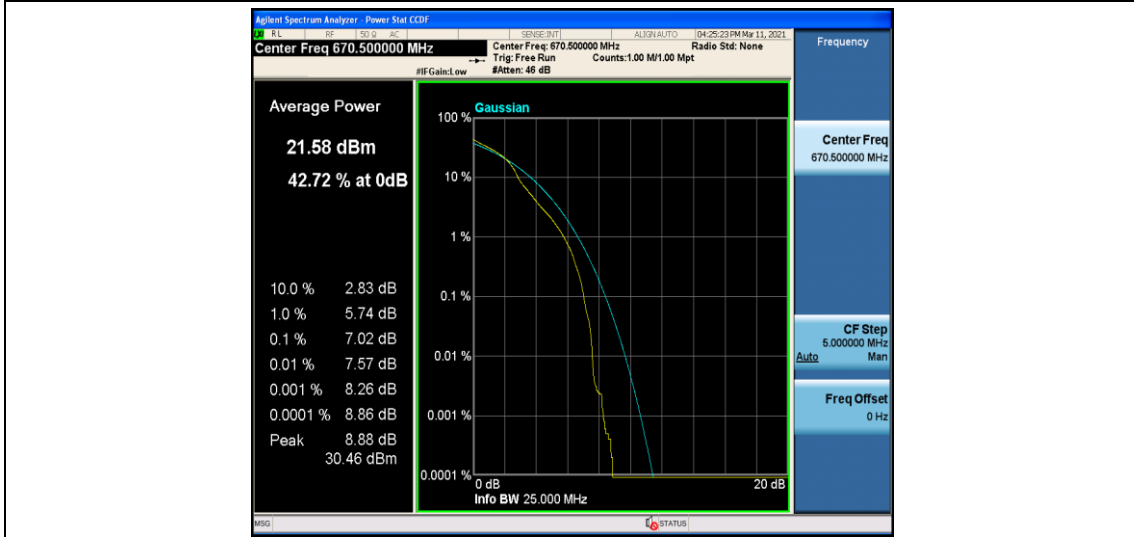 Agilent Spectrum Analyzer - Power Stat CCDF
LXI RL RF 50 Ω AC SENSE:INT ALIGN AUTO 04:25:23 PM Mar 11, 2021
Center Freq 670.500000 MHz
Center Freq: 670.500000 MHz Radio Std: None
Trig: Free Run Counts:1.00 M/1.00 Mpt
#IFGain:Low #Atten: 46 dB
Frequency
Average Power
21.58 dBm
42.72 % at 0dB
10.0 % 2.83 dB
1.0 % 5.74 dB
0.1 % 7.02 dB
0.01 % 7.57 dB
0.001 % 8.26 dB
0.0001 % 8.86 dB
Peak 8.88 dB
30.46 dBm
Gaussian
100 %
10 %
1 %
0.1 %
0.01 %
0.001 %
0.0001 %
0 dB 20 dB
Info BW 25.000 MHz
Center Freq
670.500000 MHz
CF Step
5.000000 MHz
Auto Man
Freq Offset
0 Hz
MSG STATUS